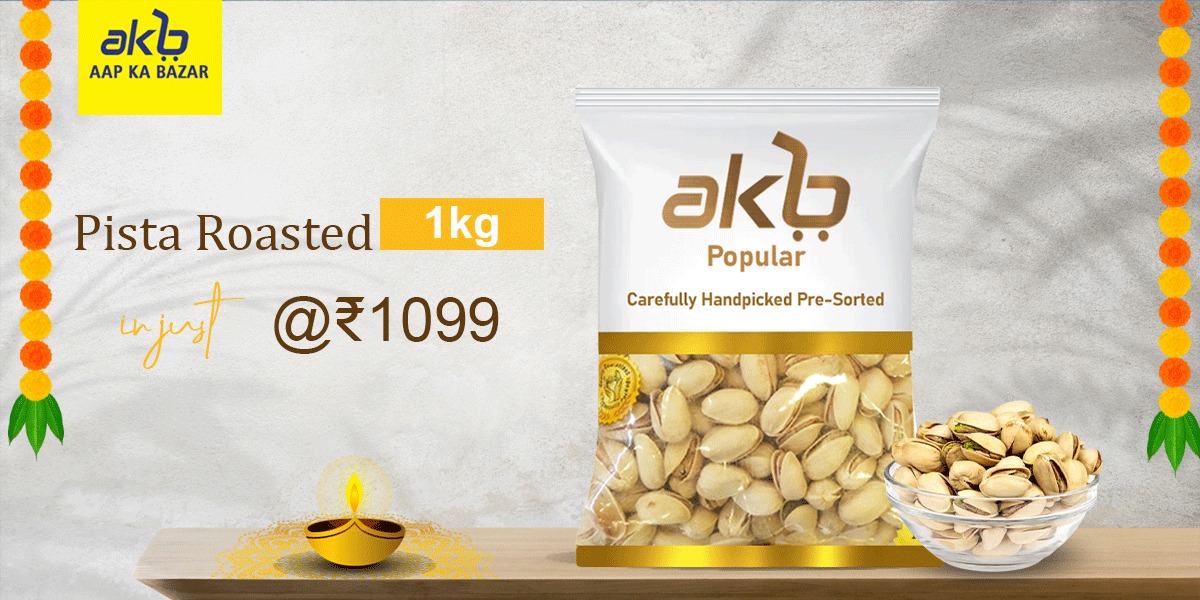 akb
AAP KA BAZAR
Pista Roasted 1kg
in just @₹1099
akb
Popular
Carefully Handpicked Pre-Sorted